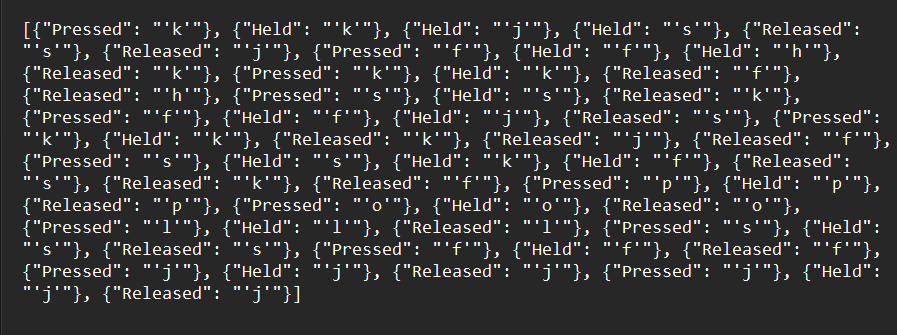 [{"Pressed": "'k'"}, {"Held": "'k'"}, {"Held": "'j'"}, {"Held": "'s'"}, {"Released":
"'s'"}, {"Released": "'j'"}, {"Pressed": "'f'"}, {"Held": "'f'"}, {"Held": "'h'"},
{"Released": "'k'"}, {"Pressed": "'k'"}, {"Held": "'k'"}, {"Released": "'f'"},
{"Released": "'h'"}, {"Pressed": "'s'"}, {"Held": "'s'"}, {"Released": "'k'"},
{"Pressed": "'f'"}, {"Held": "'f'"}, {"Held": "'j'"}, {"Released": "'s'"}, {"Pressed":
"'k'"}, {"Held": "'k'"}, {"Released": "'k'"}, {"Released": "'j'"}, {"Released": "'f'"},
{"Pressed": "'s'"}, {"Held": "'s'"}, {"Held": "'k'"}, {"Held": "'f'"}, {"Released":
"'s'"}, {"Released": "'k'"}, {"Released": "'f'"}, {"Pressed": "'p'"}, {"Held": "'p'"},
{"Released": "'p'"}, {"Pressed": "'o'"}, {"Held": "'o'"}, {"Released": "'o'"},
{"Pressed": "'l'"}, {"Held": "'l'"}, {"Released": "'l'"}, {"Pressed": "'s'"}, {"Held":
"'s'"}, {"Released": "'s'"}, {"Pressed": "'f'"}, {"Held": "'f'"}, {"Released": "'f'"},
{"Pressed": "'j'"}, {"Held": "'j'"}, {"Released": "'j'"}, {"Pressed": "'j'"}, {"Held":
"'j'"}, {"Released": "'j'"}]